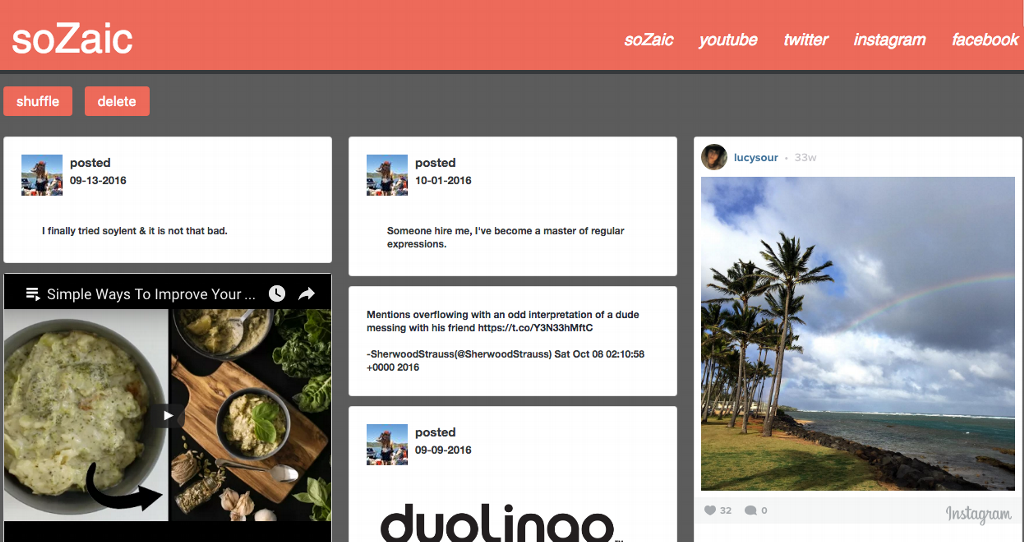 soZaic
soZaic youtube twitter instagram facebook
shuffle delete
posted
09-13-2016
I finally tried soylent & it is not that bad.
Simple Ways To Improve Your ...
posted
10-01-2016
Someone hire me, I've become a master of regular
expressions.
Mentions overflowing with an odd interpretation of a dude
messing with his friend https://t.co/Y3N33hMftC
-SherwoodStrauss(@SherwoodStrauss) Sat Oct 08 02:10:58
+0000 2016
posted
09-09-2016
duolingo
lucysour • 33w
32 0
Instagram